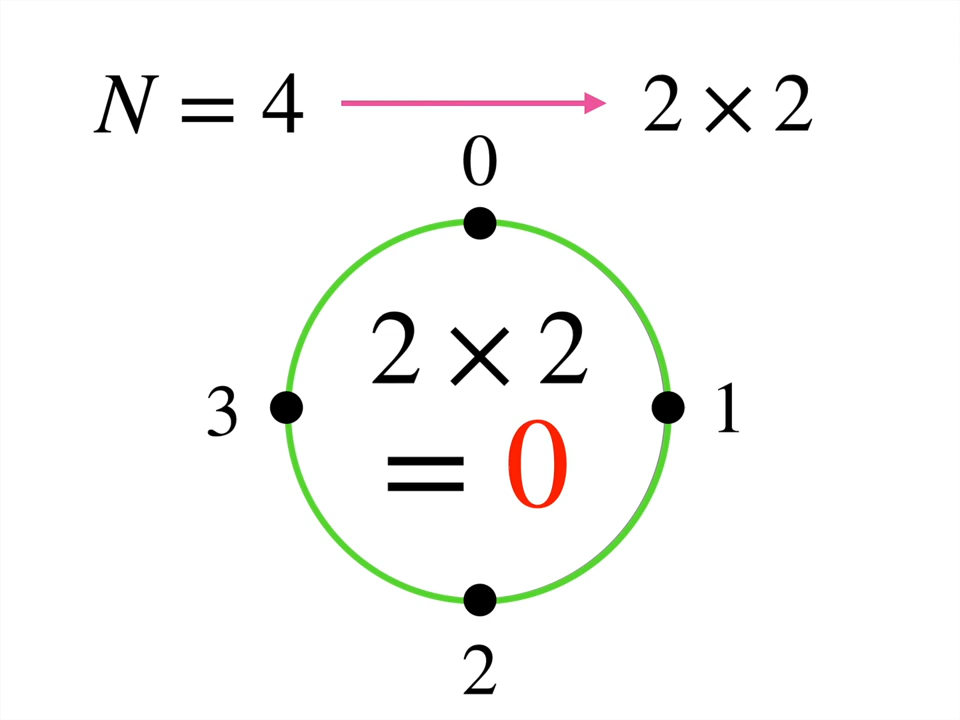 N = 4 2 × 2
0
2 × 2
= 0
3 1
2